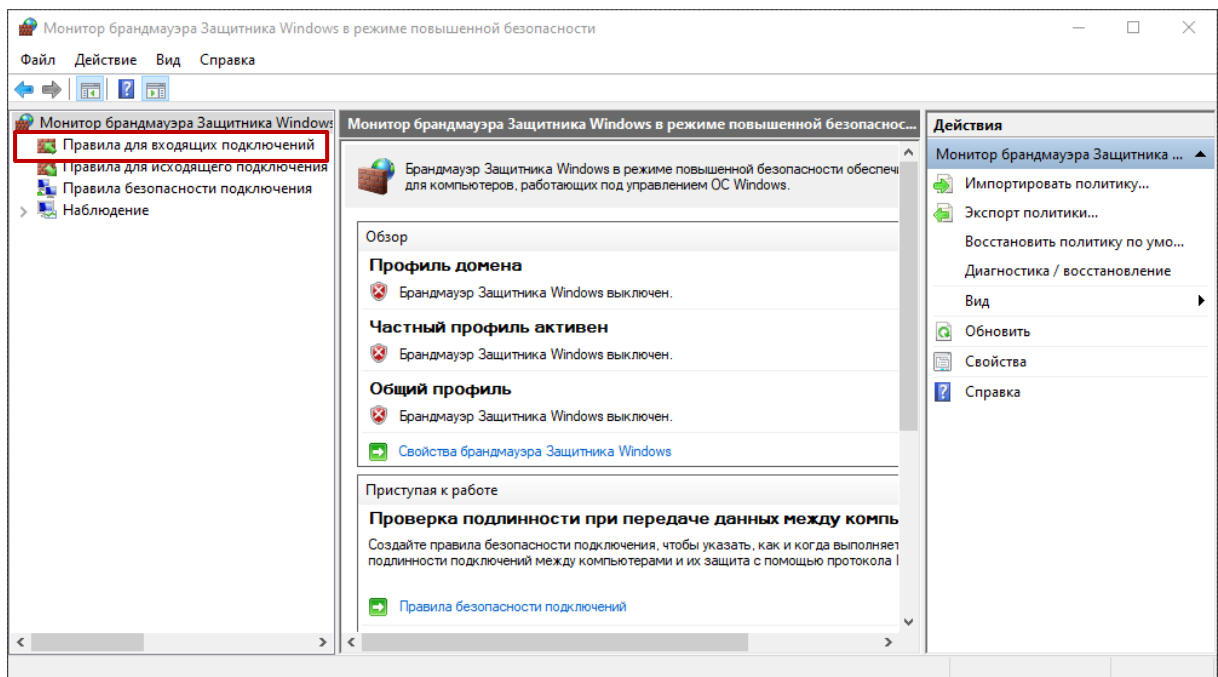 Монитор брандмауэра Защитника Windows в режиме повышенной безопасности
Файл Действие Вид Справка
Монитор брандмауэра Защитника Windows
Правила для входящих подключений
Правила для исходящего подключения
Правила безопасности подключения
Наблюдение
Монитор брандмауэра Защитника Windows в режиме повышенной безопаснос...
Брандмауэр Защитника Windows в режиме повышенной безопасности обеспечи
для компьютеров, работающих под управлением ОС Windows.
Обзор
Профиль домена
Брандмауэр Защитника Windows выключен.
Частный профиль активен
Брандмауэр Защитника Windows выключен.
Общий профиль
Брандмауэр Защитника Windows выключен.
Свойства брандмауэра Защитника Windows
Приступая к работе
Проверка подлинности при передаче данных между компь
Создайте правила безопасности подключения, чтобы указать, как и когда выполняет
подлинности подключений между компьютерами и их защита с помощью протокола I
Правила безопасности подключений
Действия
Монитор брандмауэра Защитника ...
Импортировать политику...
Экспорт политики...
Восстановить политику по умо...
Диагностика / восстановление
Вид
Обновить
Свойства
Справка